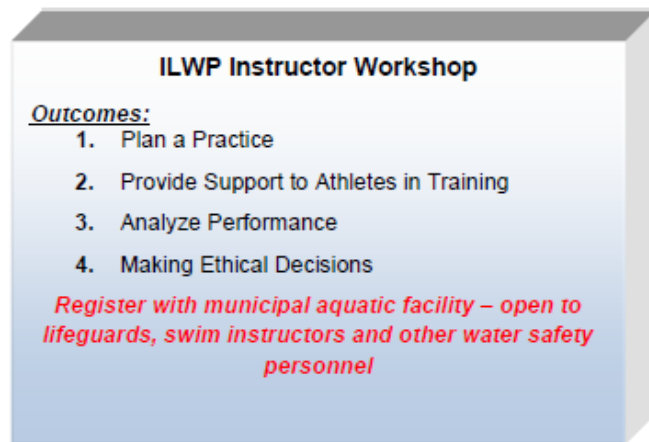 ILWP Instructor Workshop
Outcomes:
1. Plan a Practice
2. Provide Support to Athletes in Training
3. Analyze Performance
4. Making Ethical Decisions
Register with municipal aquatic facility – open to
lifeguards, swim instructors and other water safety
personnel